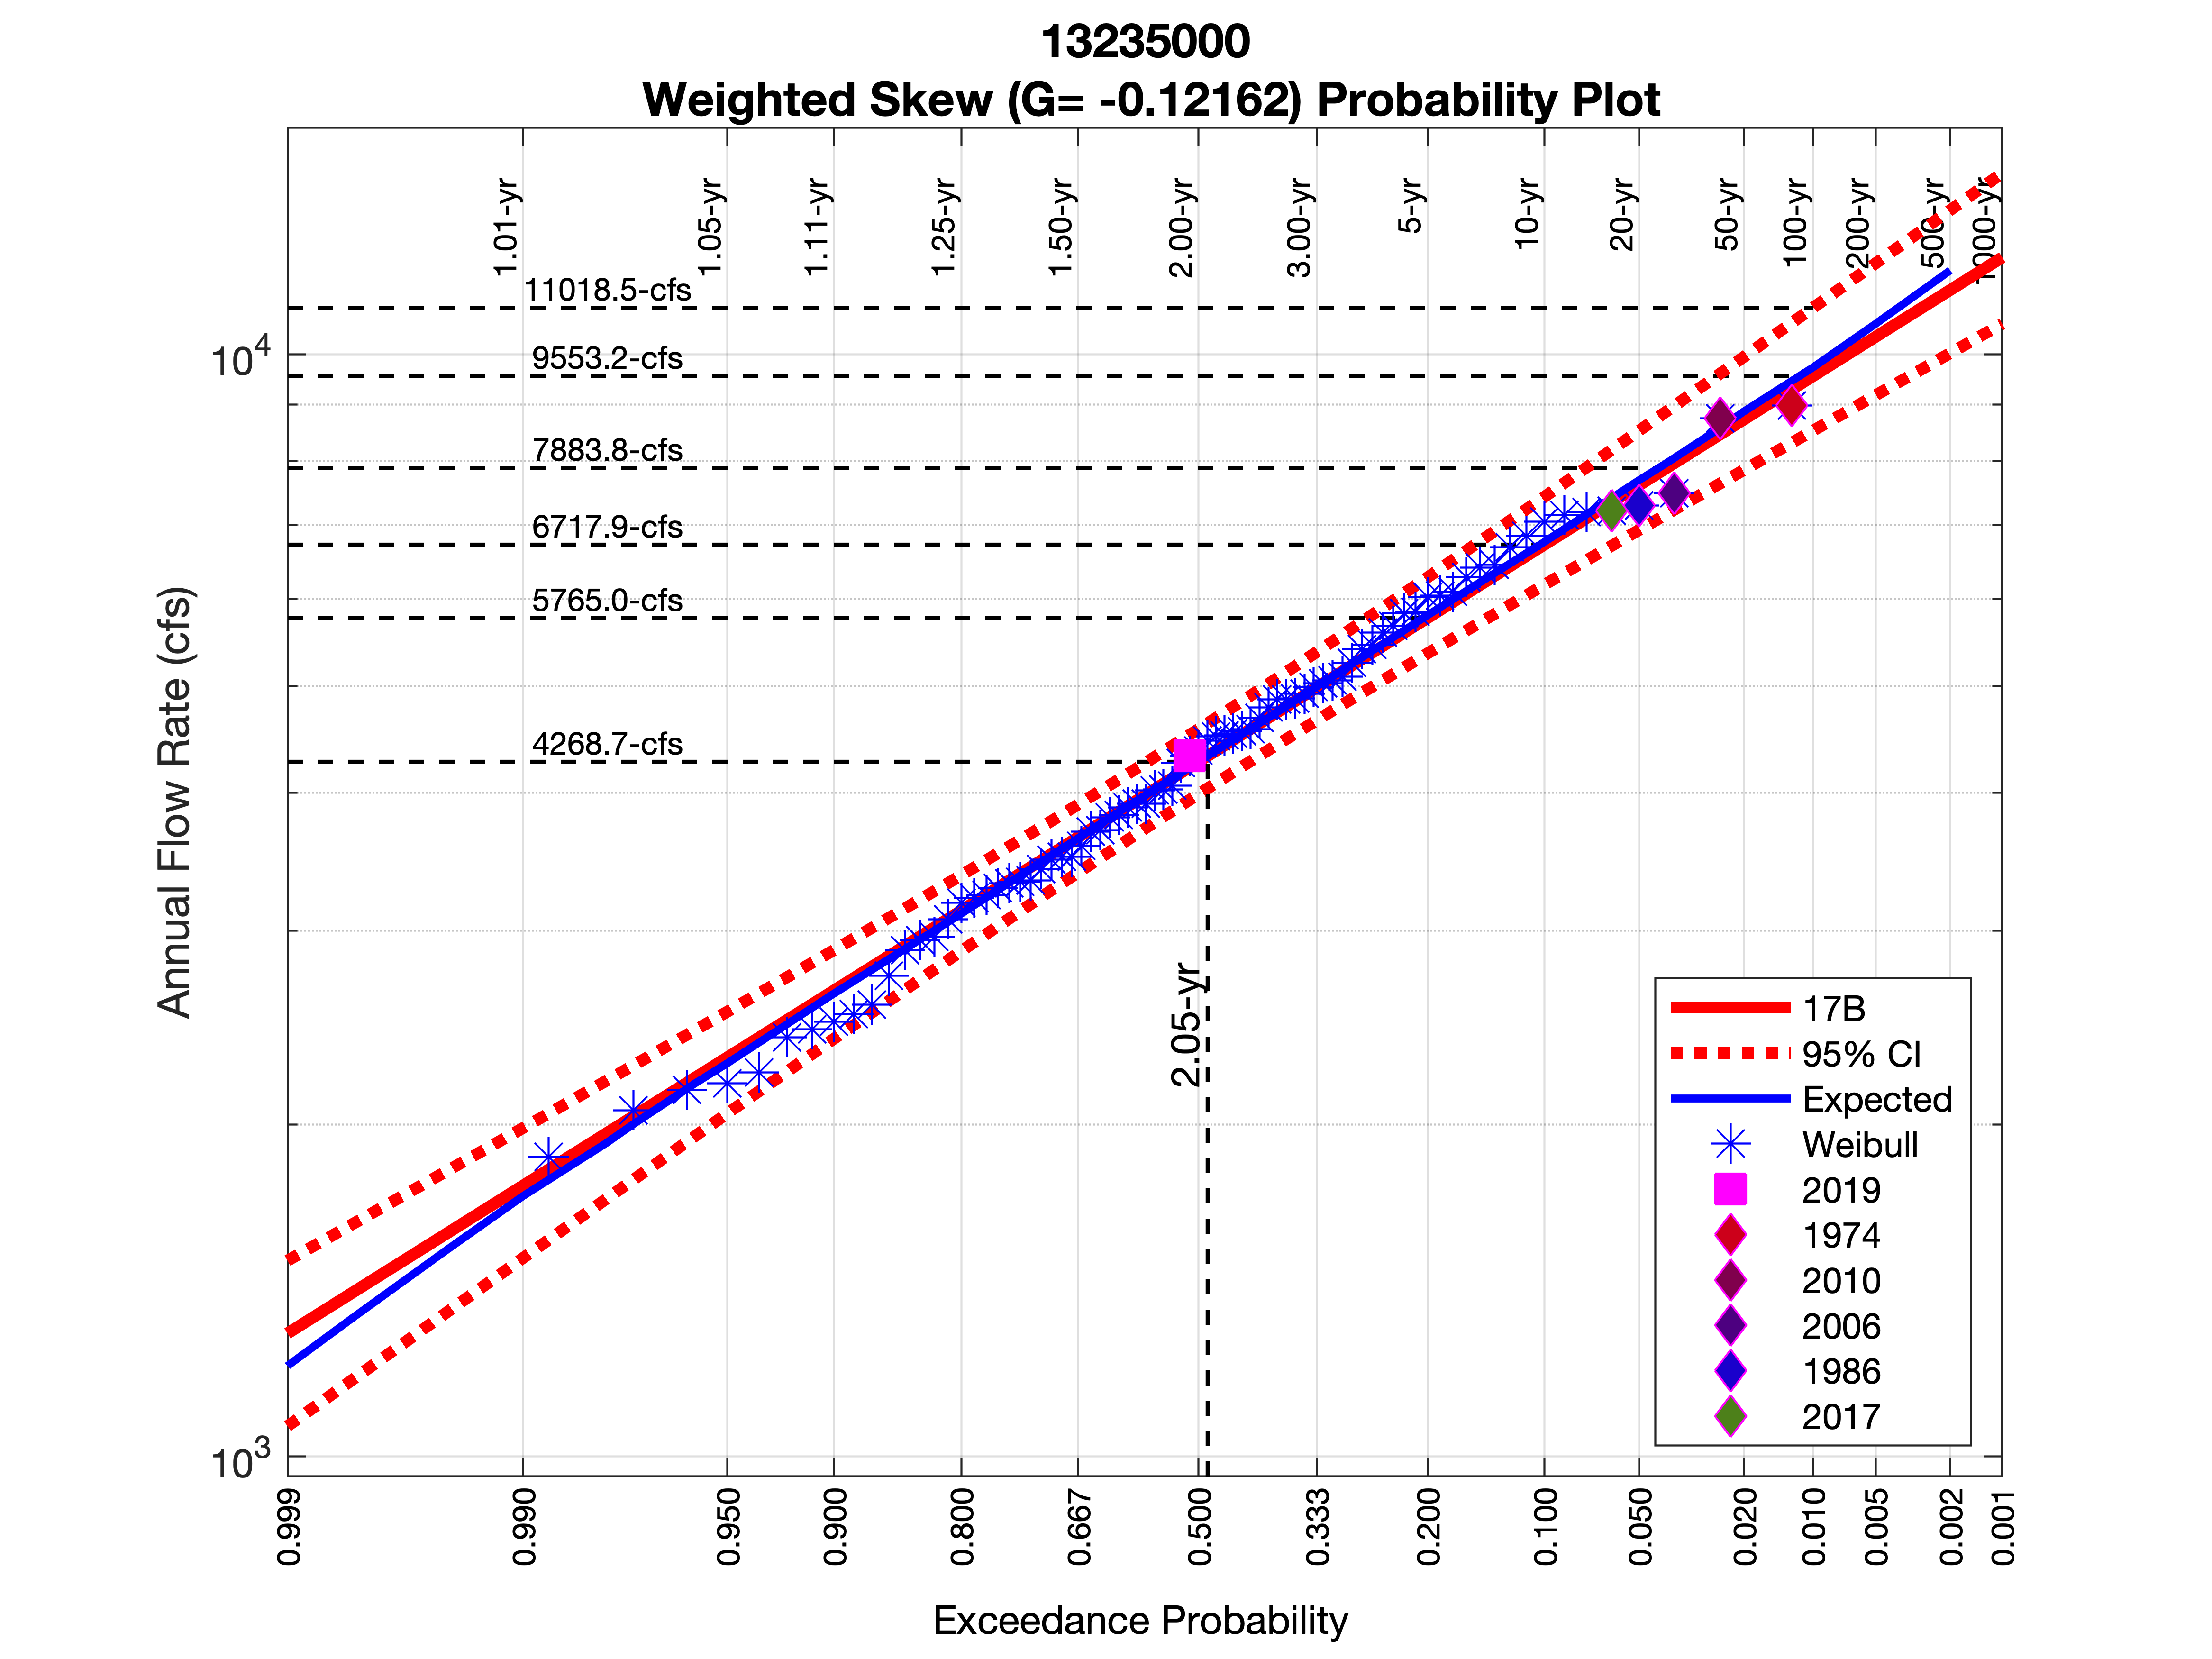 13235000
Weighted Skew (G= -0.12162) Probability Plot
1.01-yr
1.05-yr
1.11-yr
1.25-yr
1.50-yr
2.00-yr
3.00-yr
5-yr
10-yr
20-yr
50-yr
100-yr
200-yr
500-yr
1000-yr
11018.5-cfs
9553.2-cfs
7883.8-cfs
6717.9-cfs
5765.0-cfs
4268.7-cfs
2.05-yr
10⁴
10³
Annual Flow Rate (cfs)
17B
95% CI
Expected
Weibull
2019
1974
2010
2006
1986
2017
0.999
0.990
0.950
0.900
0.800
0.667
0.500
0.333
0.200
0.100
0.050
0.020
0.010
0.005
0.002
0.001
Exceedance Probability